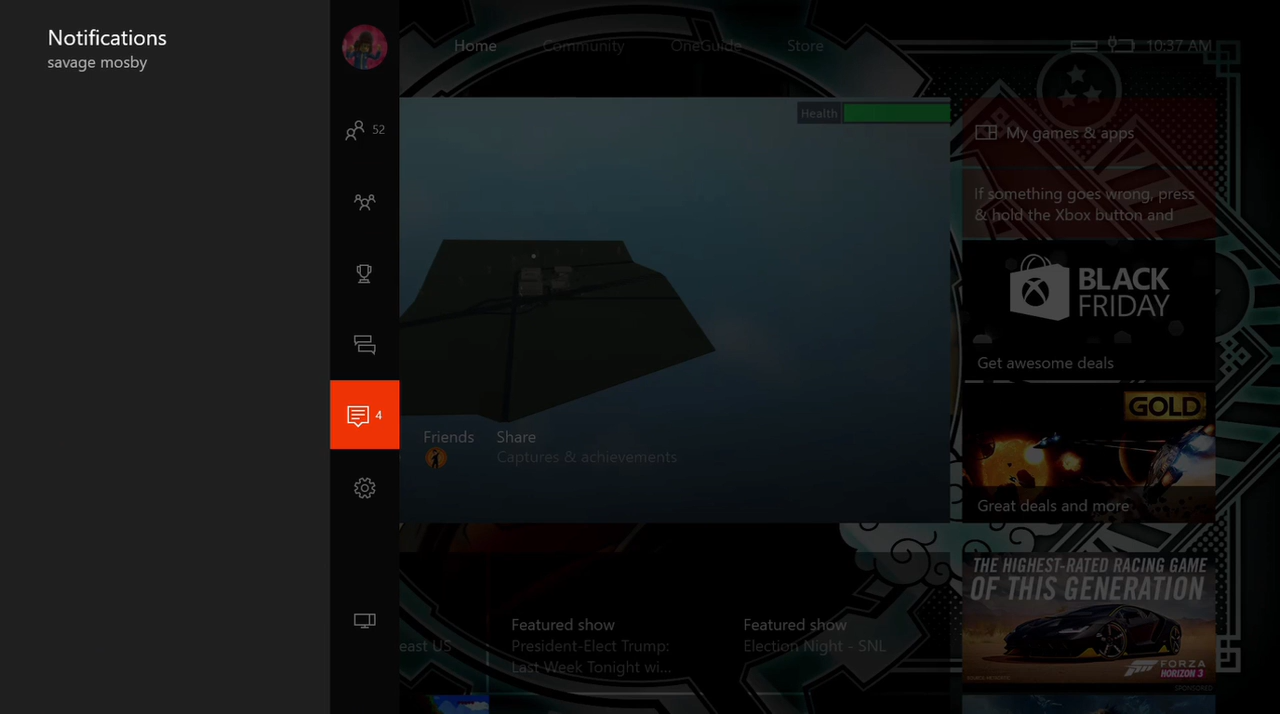 Notifications
savage mosby
52
4
Home
Community
OneGuide
Store
10:37 AM
Health
My games & apps
If something goes wrong, press
& hold the Xbox button and
BLACK
FRIDAY
Get awesome deals
GOLD
Great deals and more
Friends
Share
Captures & achievements
THE HIGHEST-RATED RACING GAME
OF THIS GENERATION
FORZA
HORIZON 3
SPONSORED
east US
Featured show
President-Elect Trump:
Last Week Tonight wi...
Featured show
Election Night - SNL